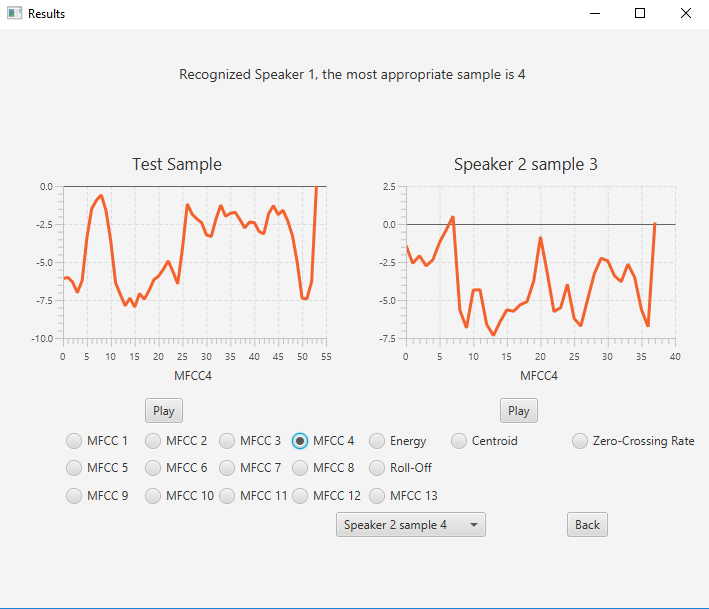 Results
Recognized Speaker 1, the most appropriate sample is 4
Test Sample
Speaker 2 sample 3
0.0
-2.5
-5.0
-7.5
-10.0
0 5 10 15 20 25 30 35 40 45 50 55
MFCC4
2.5
0.0
-2.5
-5.0
-7.5
0 5 10 15 20 25 30 35 40
MFCC4
Play Play
MFCC 1 MFCC 2 MFCC 3 MFCC 4 Energy Centroid Zero-Crossing Rate
MFCC 5 MFCC 6 MFCC 7 MFCC 8 Roll-Off
MFCC 9 MFCC 10 MFCC 11 MFCC 12 MFCC 13
Speaker 2 sample 4 Back